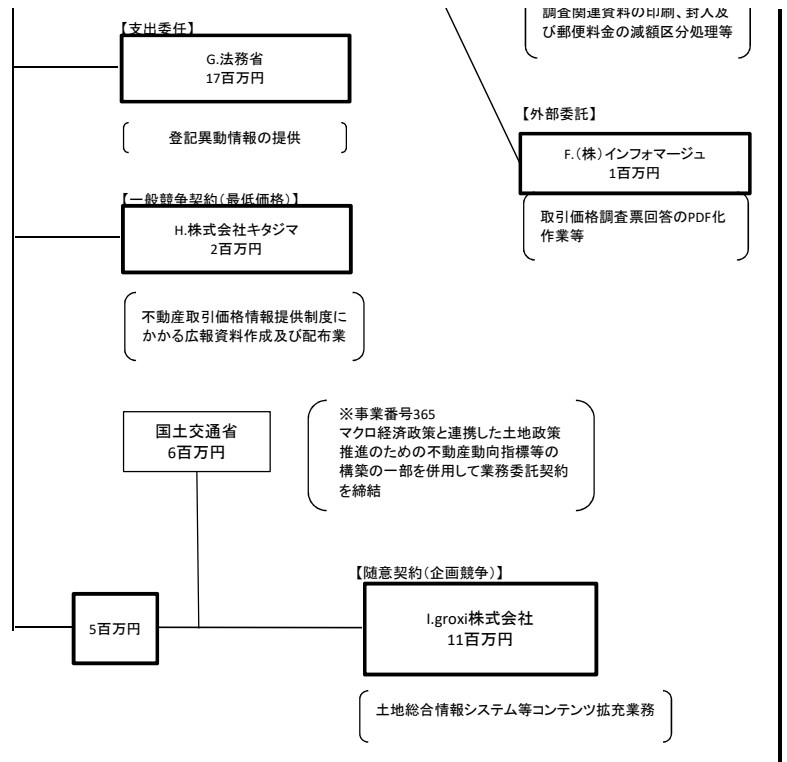 調査関連資料の印刷、封入及
び郵便料金の減額区分処理等
【支出委任】
G.法務省
17百万円
登記異動情報の提供
【外部委託】
F.(株)インフォマージュ
1百万円
取引価格調査票回答のPDF化
作業等
【一般競争契約(最低価格)】
H.株式会社キタジマ
2百万円
不動産取引価格情報提供制度に
かかる広報資料作成及び配布業
国土交通省
6百万円
※事業番号365
マクロ経済政策と連携した土地政策
推進のための不動産動向指標等の
構築の一部を併用して業務委託契約
を締結
【随意契約(企画競争)】
5百万円
I.groxi株式会社
11百万円
土地総合情報システム等コンテンツ拡充業務